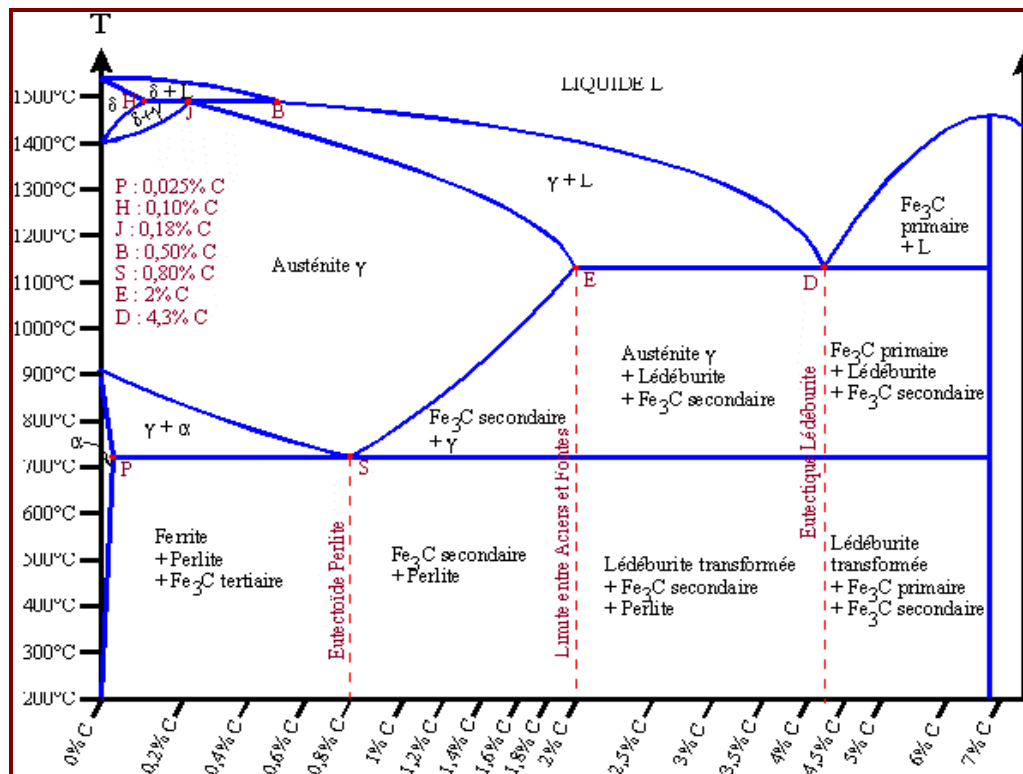 T
LIQUIDE L
1500°C
1400°C
1300°C
1200°C
1100°C
1000°C
900°C
800°C
700°C
600°C
500°C
400°C
300°C
200°C
δ
H
δ + L
δ+γ
J
B
γ + L
P : 0,025% C
H : 0,10% C
J : 0,18% C
B : 0,50% C
S : 0,80% C
E : 2% C
D : 4,3% C
Austénite γ
Fe3C
primaire
+ L
E
D
Austénite γ
+ Lédéburite
+ Fe3C secondaire
Fe3C primaire
+ Lédéburite
+ Fe3C secondaire
γ + α
Fe3C secondaire
+ γ
α
P
S
Ferrite
+ Perlite
+ Fe3C tertiaire
Eutectoïde Perlite
Fe3C secondaire
+ Perlite
Limite entre Aciers et Fontes
Lédéburite transformée
+ Fe3C secondaire
+ Perlite
Eutectique Lédéburite
Lédéburite
transformée
+ Fe3C primaire
+ Fe3C secondaire
0% C
0,2% C
0,4% C
0,6% C
0,8% C
1% C
1,2% C
1,4% C
1,6% C
1,8% C
2% C
2,5% C
3% C
3,5% C
4% C
4,5% C
5% C
6% C
7% C